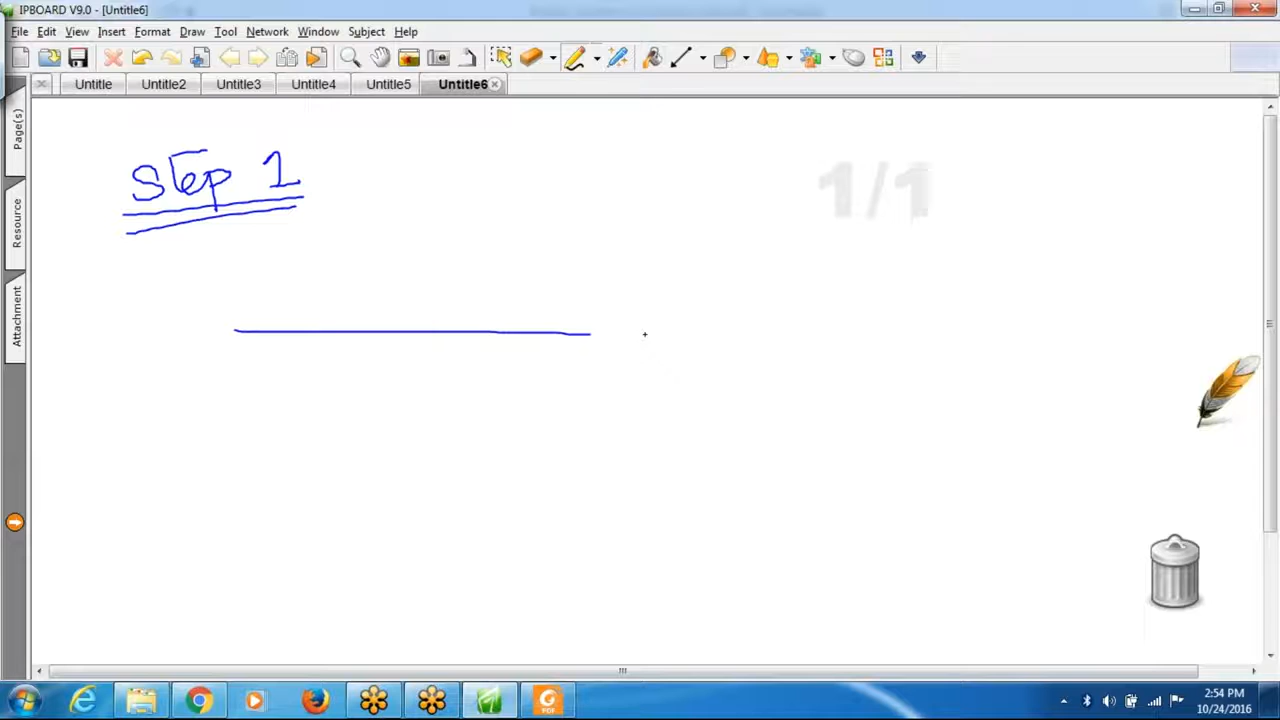 IPBOARD V9.0 - [Untitle6]
File Edit View Insert Format Draw Tool Network Window Subject Help
Untitle Untitle2 Untitle3 Untitle4 Untitle5 Untitle6
Page(s)
Resource
Attachment
Step 1
1/1
PDF
2:54 PM
10/24/2016